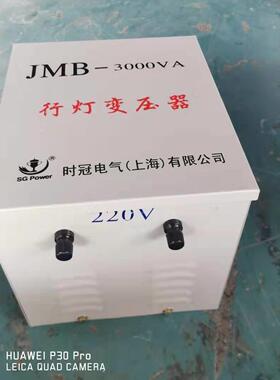 JMB-3000VA
行灯变压器
SG Power
时冠电气(上海)有限公司
220V
HUAWEI P30 Pro
LEICA QUAD CAMERA